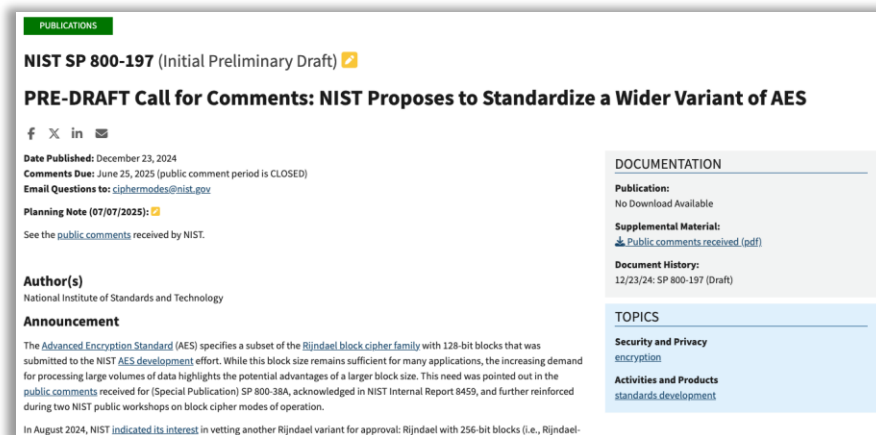 PUBLICATIONS
NIST SP 800-197 (Initial Preliminary Draft)
PRE-DRAFT Call for Comments: NIST Proposes to Standardize a Wider Variant of AES
Date Published: December 23, 2024
Comments Due: June 25, 2025 (public comment period is CLOSED)
Email Questions to: ciphermodes@nist.gov
Planning Note (07/07/2025):
See the public comments received by NIST.
Author(s)
National Institute of Standards and Technology
Announcement
The Advanced Encryption Standard (AES) specifies a subset of the Rijndael block cipher family with 128-bit blocks that was
submitted to the NIST AES development effort. While this block size remains sufficient for many applications, the increasing demand
for processing large volumes of data highlights the potential advantages of a larger block size. This need was pointed out in the
public comments received for (Special Publication) SP 800-38A, acknowledged in NIST Internal Report 8459, and further reinforced
during two NIST public workshops on block cipher modes of operation.
In August 2024, NIST indicated its interest in vetting another Rijndael variant for approval: Rijndael with 256-bit blocks (i.e., Rijndael-
DOCUMENTATION
Publication:
No Download Available
Supplemental Material:
Public comments received (pdf)
Document History:
12/23/24: SP 800-197 (Draft)
TOPICS
Security and Privacy
encryption
Activities and Products
standards development